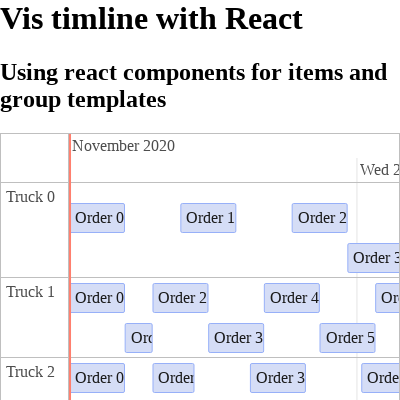 Vis timline with React
Using react components for items and
group templates
November 2020
Wed 2
Truck 0
Order 0 Order 1 Order 2
Order 3
Truck 1
Order 0 Order 2 Order 4 Or
Orc Order 3 Order 5
Truck 2
Order 0 Order Order 3 Orde